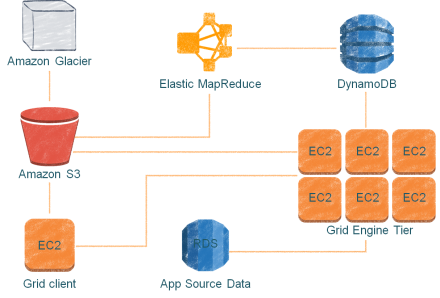 Amazon Glacier
Elastic MapReduce
DynamoDB
Amazon S3
EC2 EC2 EC2
EC2 EC2 EC2
Grid Engine Tier
EC2
Grid client
RDS
App Source Data